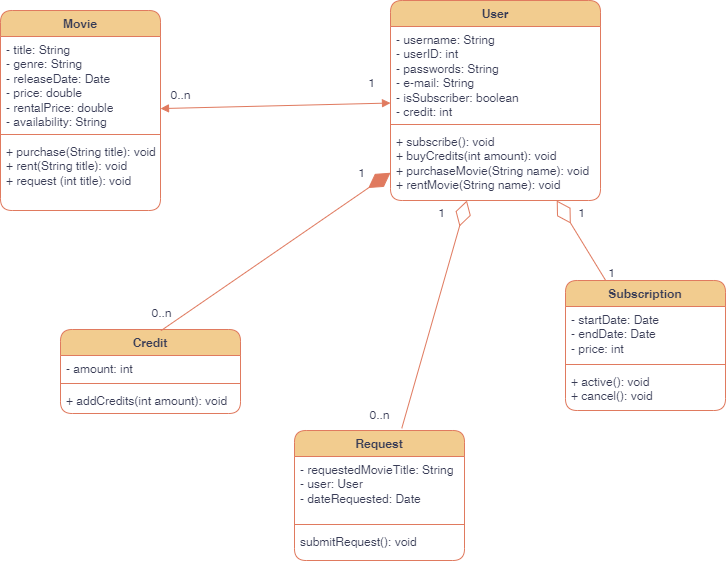 Movie
- title: String
- genre: String
- releaseDate: Date
- price: double
- rentalPrice: double
- availability: String
+ purchase(String title): void
+ rent(String title): void
+ request (int title): void
0..n
1
User
- username: String
- userID: int
- passwords: String
- e-mail: String
- isSubscriber: boolean
- credit: int
+ subscribe(): void
+ buyCredits(int amount): void
+ purchaseMovie(String name): void
+ rentMovie(String name): void
1
1
1
0..n
1
Subscription
- startDate: Date
- endDate: Date
- price: int
+ active(): void
+ cancel(): void
Credit
- amount: int
+ addCredits(int amount): void
0..n
Request
- requestedMovieTitle: String
- user: User
- dateRequested: Date
submitRequest(): void